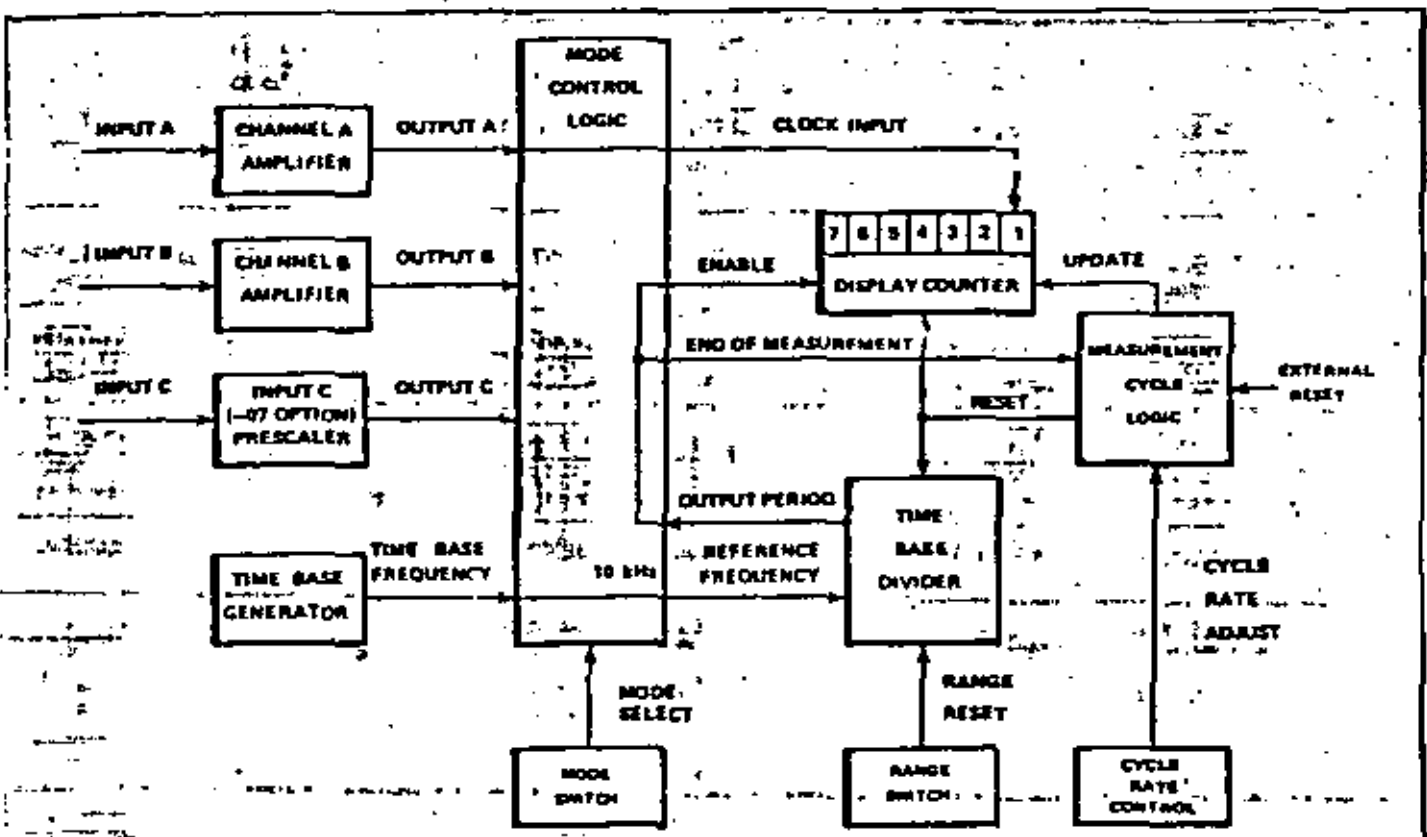 MODE
CONTROL
LOGIC
INPUT A
CHANNEL A
AMPLIFIER
OUTPUT A
CLOCK INPUT
7 6 5 4 3 2 1
DISPLAY COUNTER
INPUT B
CHANNEL B
AMPLIFIER
OUTPUT B
ENABLE
UPDATE
END OF MEASUREMENT
MEASUREMENT
CYCLE
LOGIC
EXTERNAL
RESET
RESET
INPUT C
INPUT C
(-07 OPTION)
PRESCALER
OUTPUT C
OUTPUT PERIOD
TIME
BASE
DIVIDER
TIME BASE
GENERATOR
TIME BASE
FREQUENCY
10 kHz
REFERENCE
FREQUENCY
CYCLE
RATE
ADJUST
MODE
SELECT
RANGE
RESET
MODE
SWITCH
RANGE
SWITCH
CYCLE
RATE
CONTROL